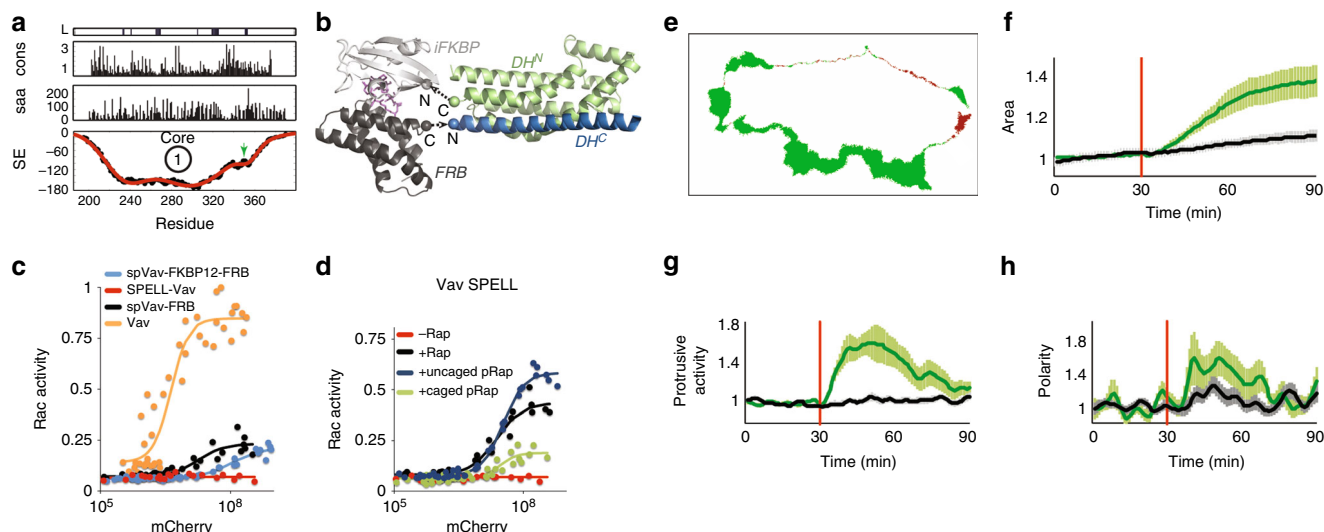 a
L
cons
3
1
saa
200
100
0
SE
0
−60
−120
−180
Core
1
200 240 280 320 360
Residue
b
iFKBP
DH^N
N
C
C
N
DH^C
FRB
c
spVav-FKBP12-FRB
SPELL-Vav
spVav-FRB
Vav
Rac activity
1
0.75
0.5
0.25
0
10^5 10^8
mCherry
d
Vav SPELL
−Rap
+Rap
+uncaged pRap
+caged pRap
Rac activity
0.75
0.5
0.25
0
10^5 10^8
mCherry
e
f
Area
1.4
1.2
1
0 30 60 90
Time (min)
g
Protrusive
activity
1.8
1.4
1
0 30 60 90
Time (min)
h
Polarity
1.8
1.4
1
0 30 60 90
Time (min)